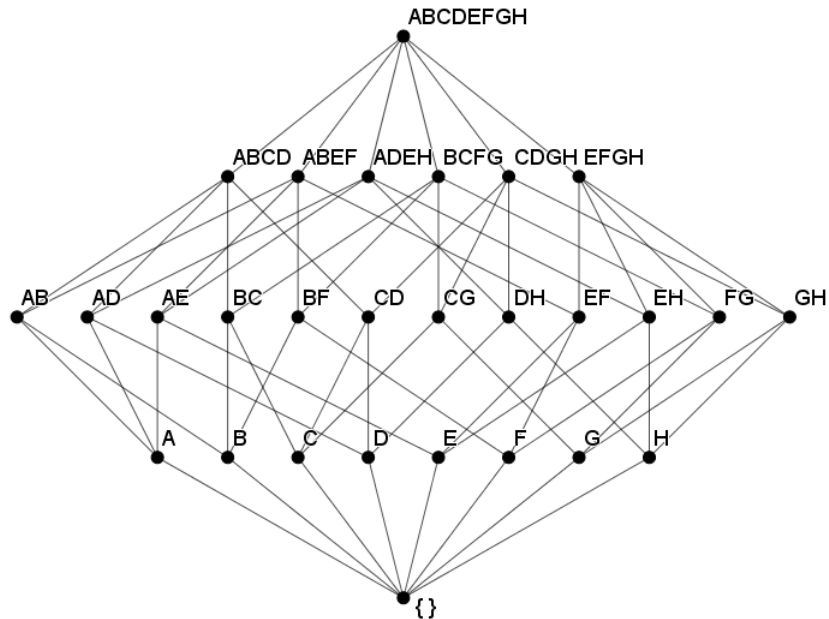 ABCDEFGH
ABCD ABEF ADEH BCFG CDGH EFGH
AB AD AE BC BF CD CG DH EF EH FG GH
A B C D E F G H
{ }